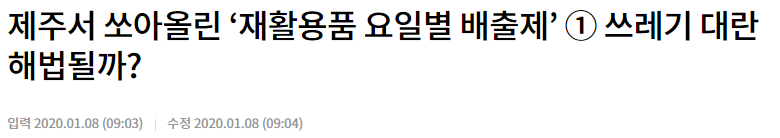 제주서 쏘아올린 ‘재활용품 요일별 배출제’ ① 쓰레기 대란
해법될까?
입력 2020.01.08 (09:03) | 수정 2020.01.08 (09:04)